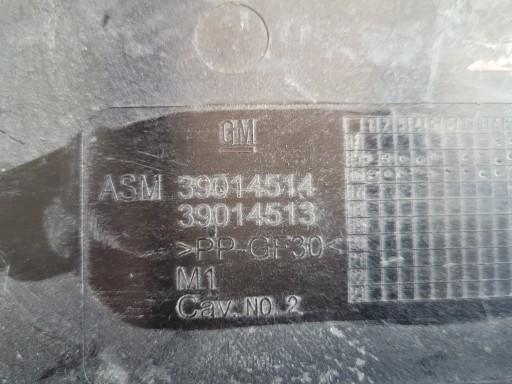 GM
ASM 39014514
39014513
>PP-GF30<
M1
Cav. NO 2